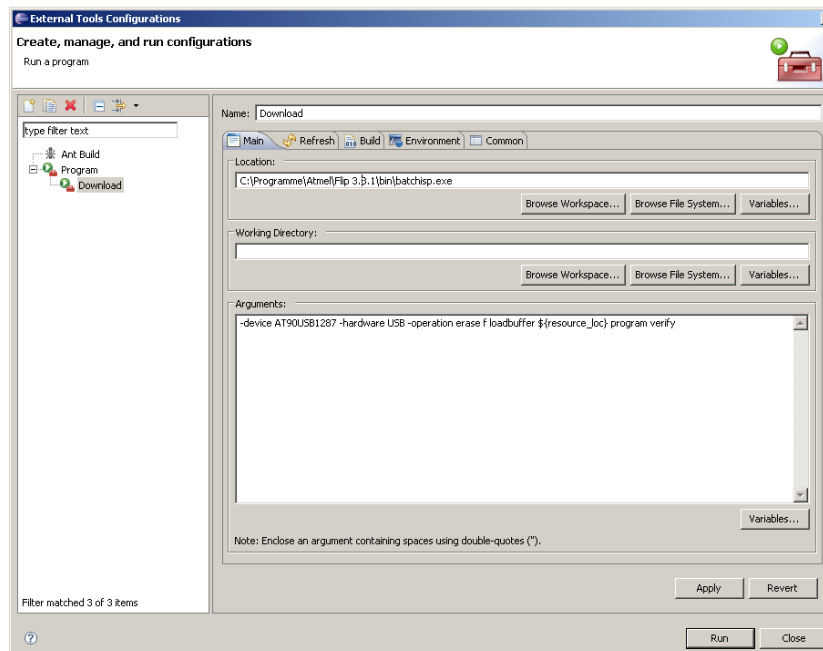 External Tools Configurations
Create, manage, and run configurations
Run a program
type filter text
Ant Build
Program
Download
Filter matched 3 of 3 items
Name: Download
Main Refresh Build Environment Common
Location:
C:\Programme\Atmel\Flip 3.3.1\bin\batchisp.exe
Browse Workspace... Browse File System... Variables...
Working Directory:
Browse Workspace... Browse File System... Variables...
Arguments:
-device AT90USB1287 -hardware USB -operation erase f loadbuffer ${resource_loc} program verify
Variables...
Note: Enclose an argument containing spaces using double-quotes (").
Apply Revert
Run Close